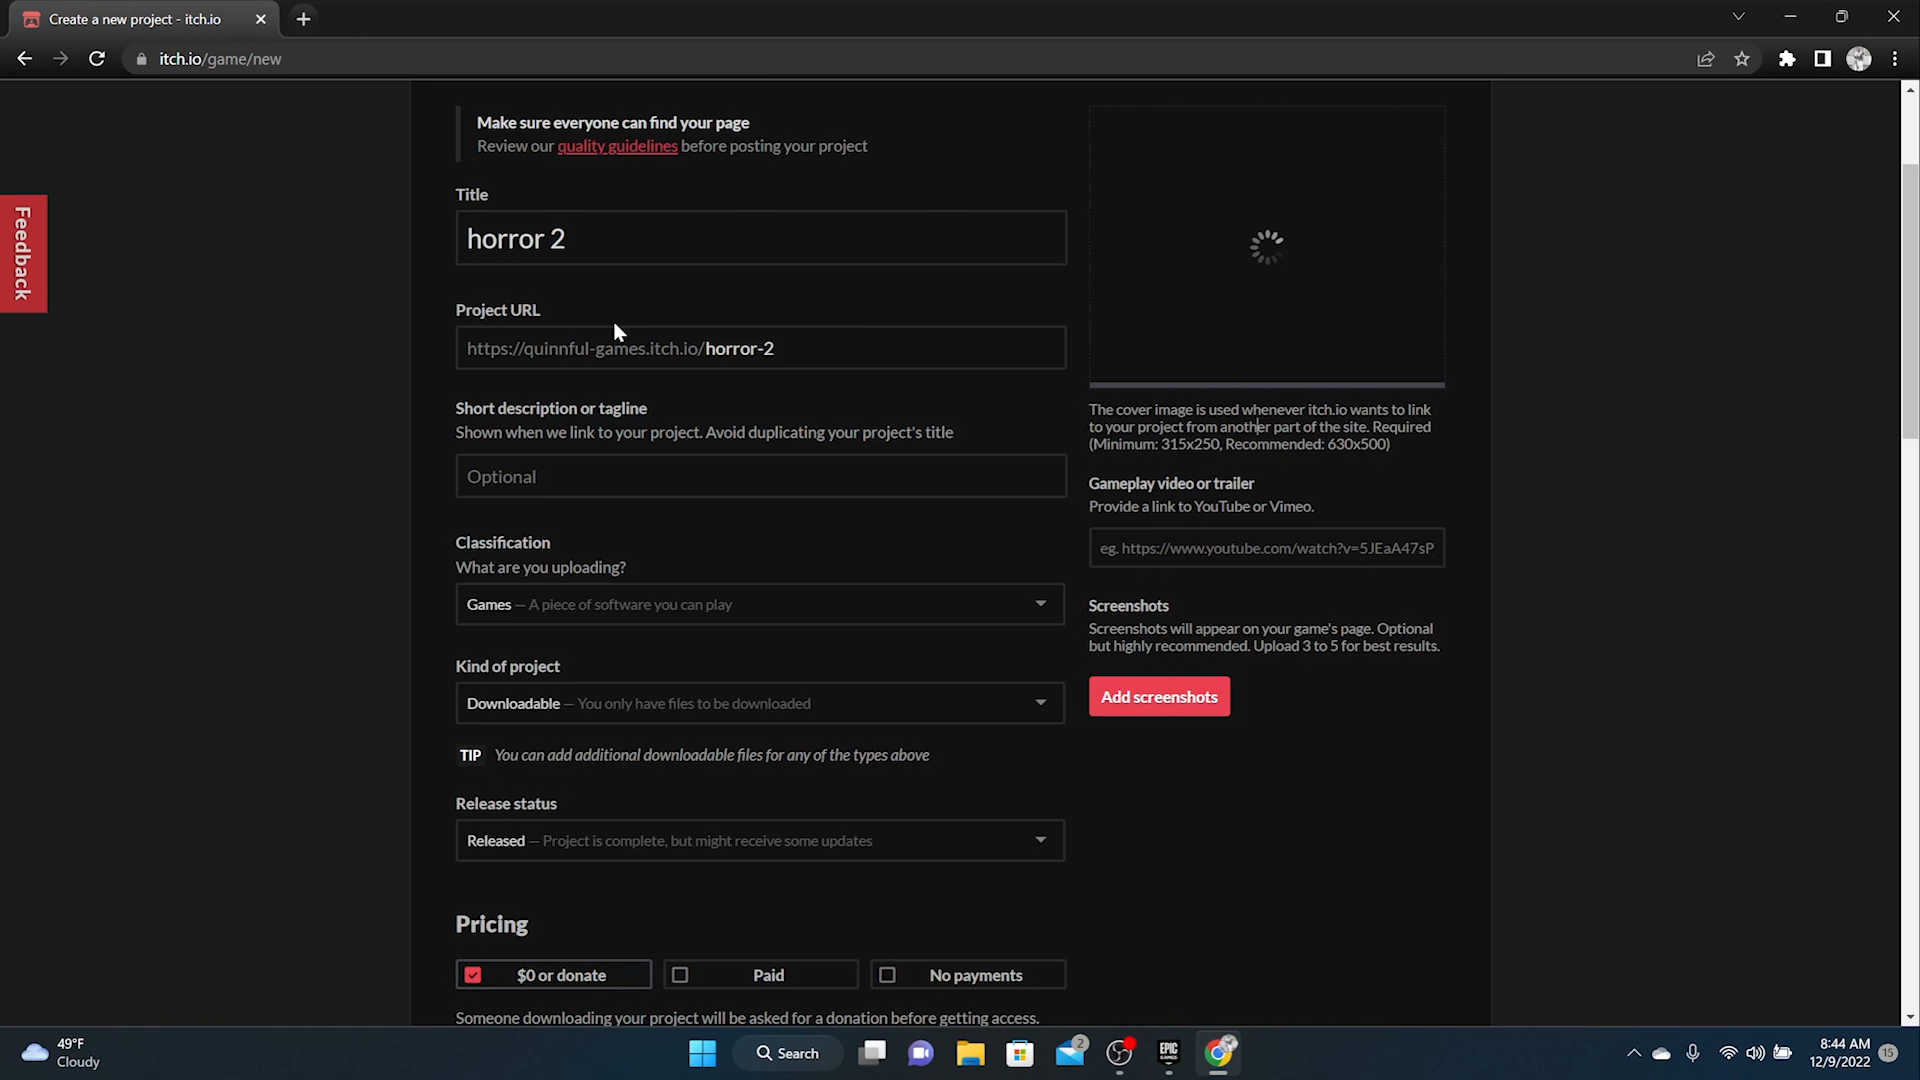 Create a new project - itch.io
itch.io/game/new
Make sure everyone can find your page
Review our quality guidelines before posting your project
Feedback
Title
horror 2
Project URL
https://quinnful-games.itch.io/horror-2
Short description or tagline
Shown when we link to your project. Avoid duplicating your project's title
Optional
Classification
What are you uploading?
Games — A piece of software you can play
Kind of project
Downloadable — You only have files to be downloaded
TIP You can add additional downloadable files for any of the types above
Release status
Released — Project is complete, but might receive some updates
Pricing
$0 or donate
Paid
No payments
Someone downloading your project will be asked for a donation before getting access.
The cover image is used whenever itch.io wants to link
to your project from another part of the site. Required
(Minimum: 315x250, Recommended: 630x500)
Gameplay video or trailer
Provide a link to YouTube or Vimeo.
eg. https://www.youtube.com/watch?v=5JEaA47sP
Screenshots
Screenshots will appear on your game's page. Optional
but highly recommended. Upload 3 to 5 for best results.
Add screenshots
49°F
Cloudy
Search
2
EPIC
GAMES
8:44 AM
12/9/2022
15